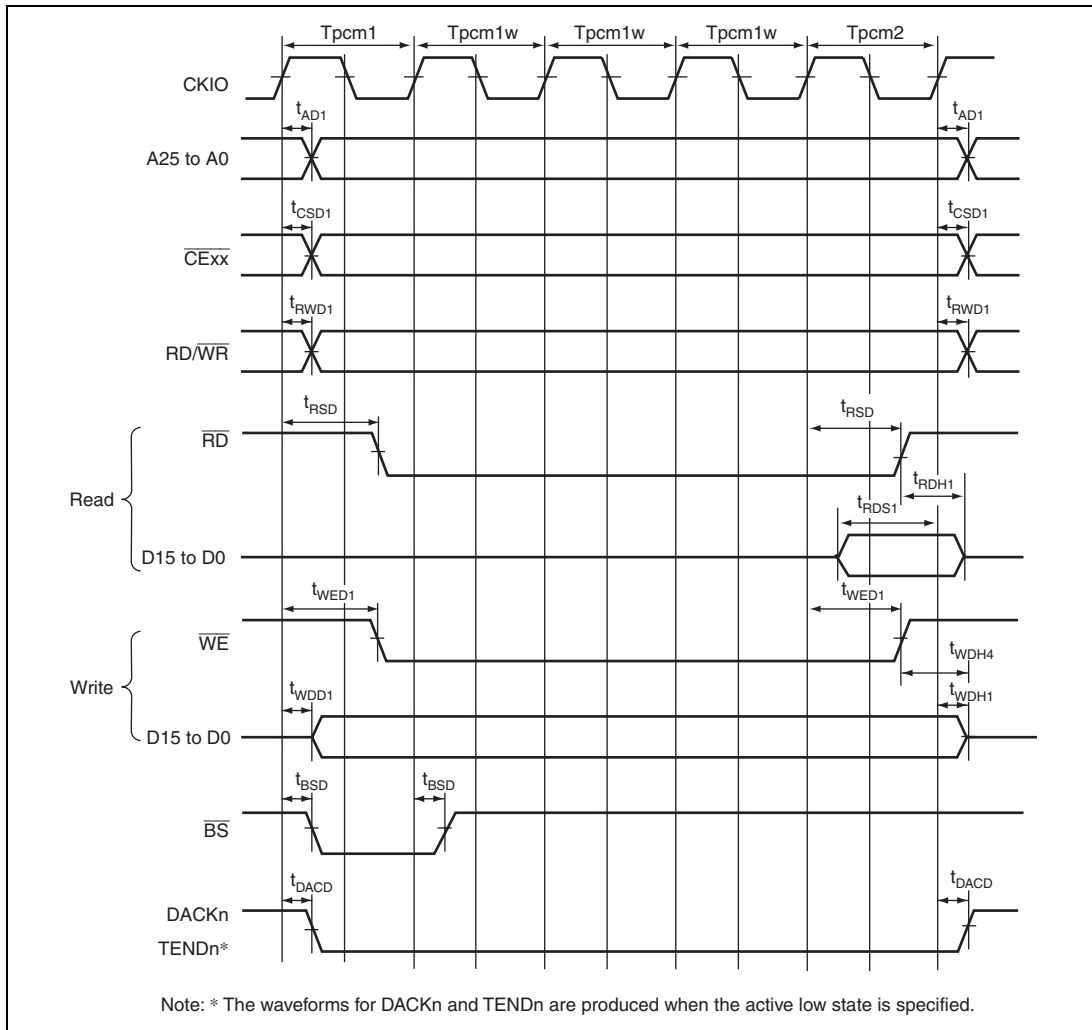 Tpcm1 Tpcm1w Tpcm1w Tpcm1w Tpcm2
CKIO
tAD1 tAD1
A25 to A0
tCSD1 tCSD1
CExx
tRWD1 tRWD1
RD/WR
tRSD tRSD
RD
tRDH1
Read
tRDS1
D15 to D0
tWED1 tWED1
WE
tWDH4
Write
tWDD1 tWDH1
D15 to D0
tBSD tBSD
BS
tDACD tDACD
DACKn
TENDn*
Note: * The waveforms for DACKn and TENDn are produced when the active low state is specified.